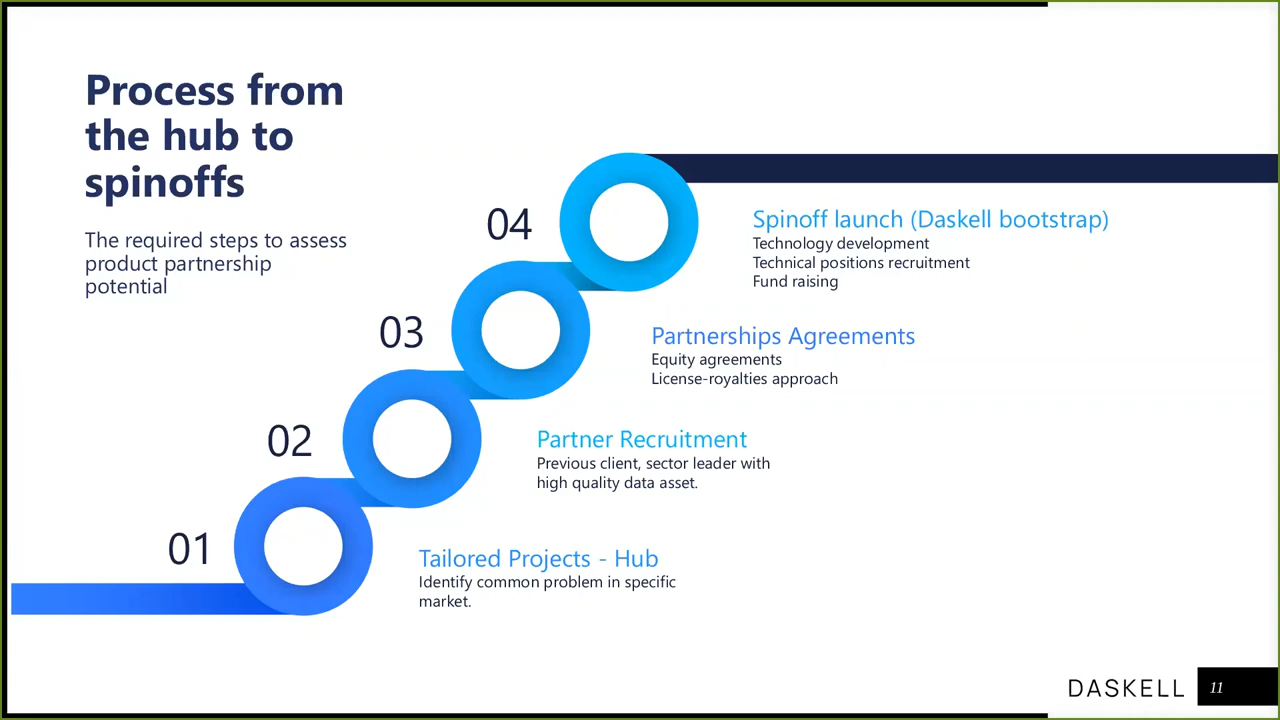 Process from
the hub to
spinoffs
The required steps to assess
product partnership
potential
04
Spinoff launch (Daskell bootstrap)
Technology development
Technical positions recruitment
Fund raising
03
Partnerships Agreements
Equity agreements
License-royalties approach
02
Partner Recruitment
Previous client, sector leader with
high quality data asset.
01
Tailored Projects - Hub
Identify common problem in specific
market.
DASKELL
11